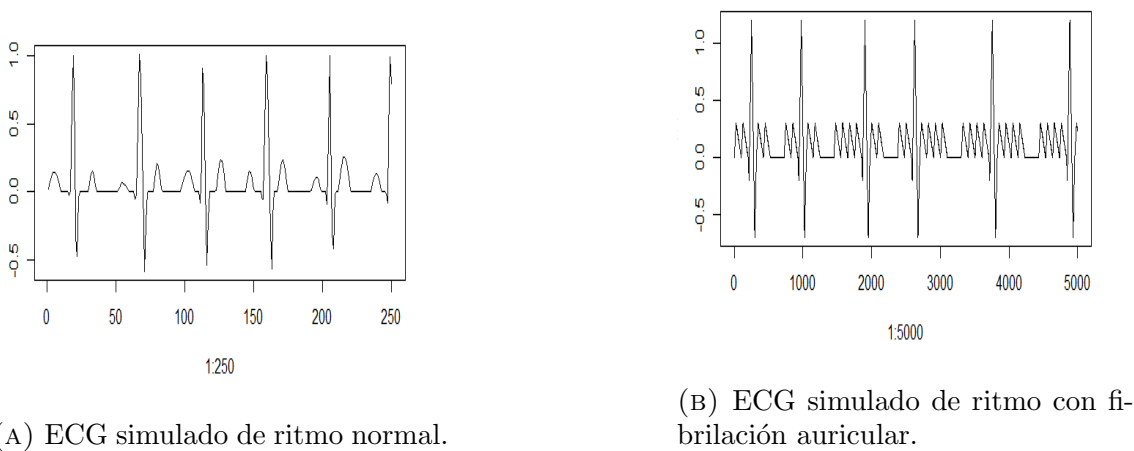 1.0
0.5
0.0
−0.5
0 50 100 150 200 250
1:250
(A) ECG simulado de ritmo normal.
1.0
0.5
0.0
−0.5
0 1000 2000 3000 4000 5000
1:5000
(B) ECG simulado de ritmo con fi-
brilación auricular.